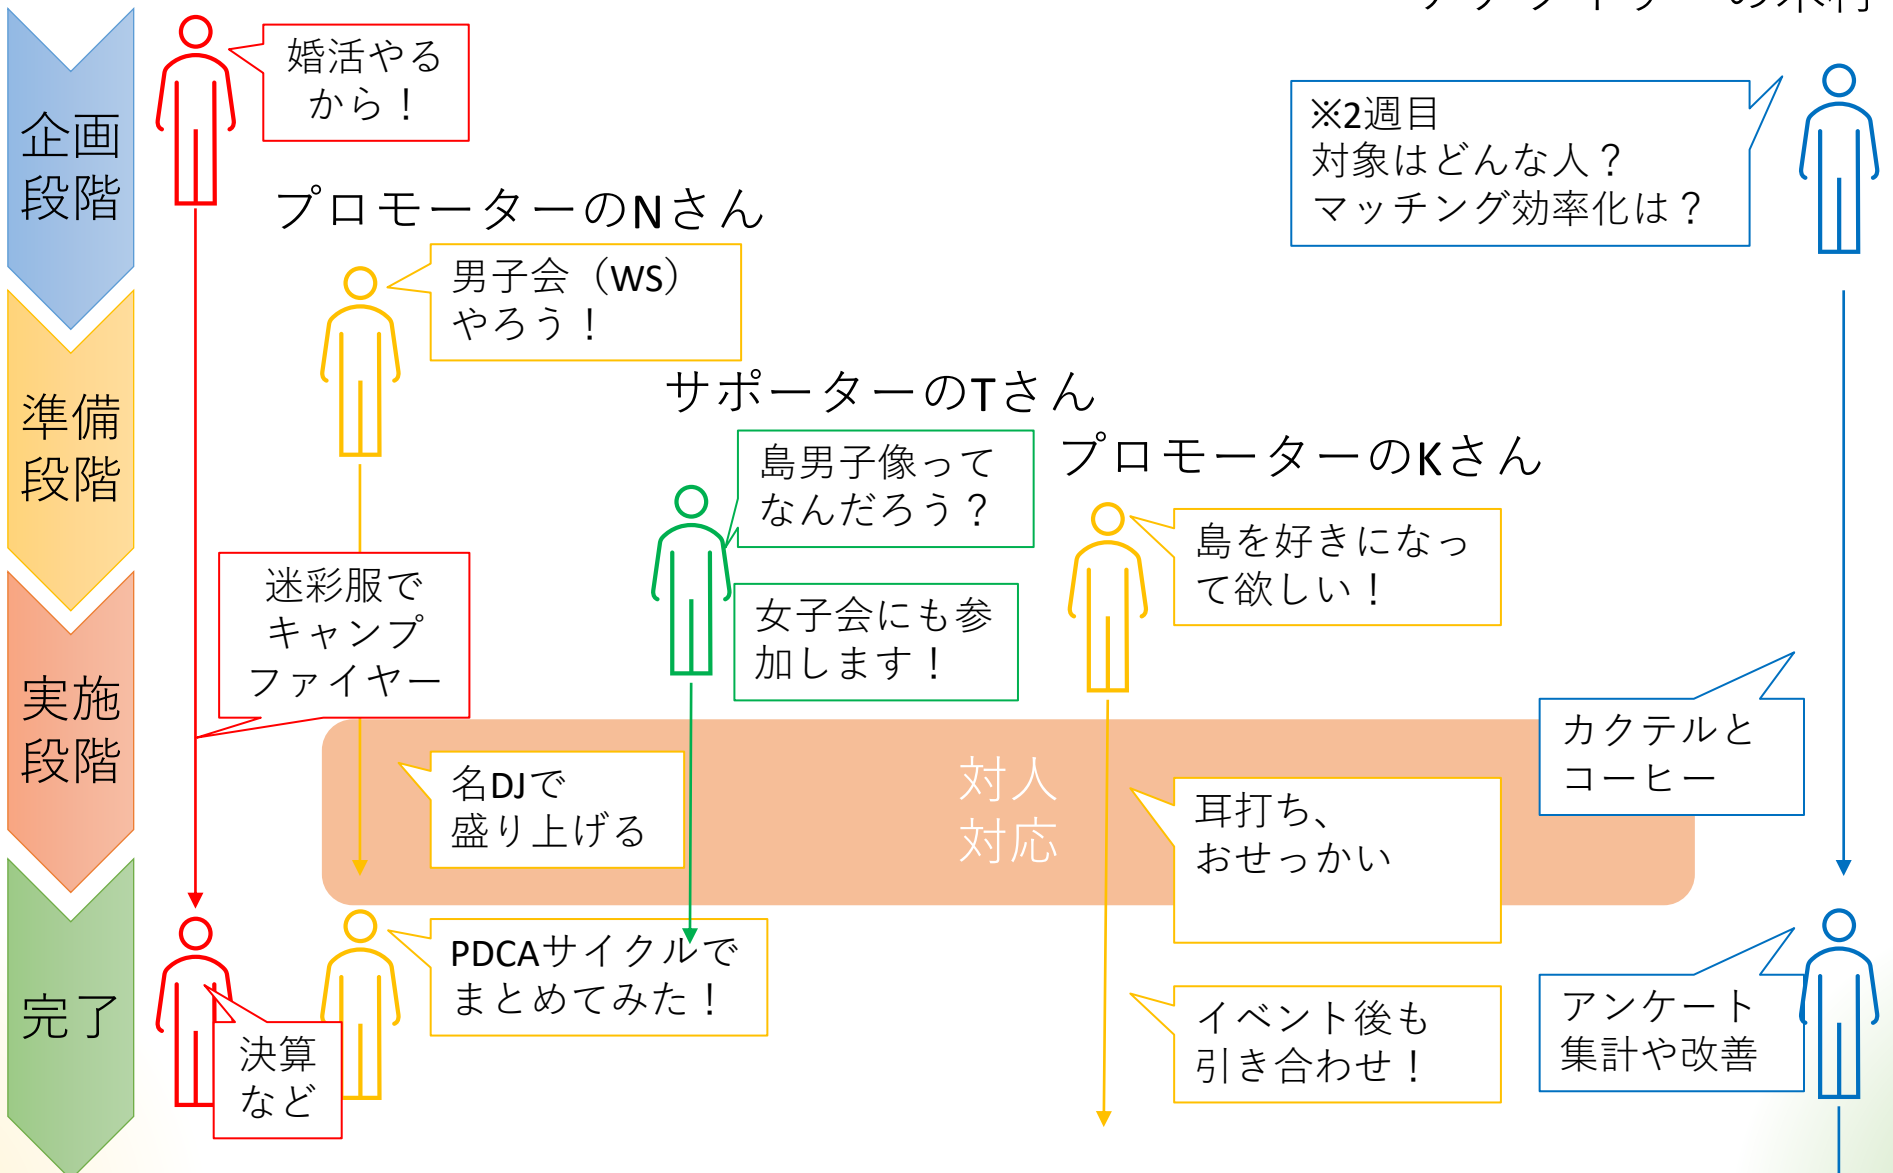 婚活やる
から！
※2週目
対象はどんな人？
マッチング効率化は？
企画
段階
プロモーターのNさん
男子会（WS）
やろう！
サポーターのTさん
準備
段階
島男子像って
なんだろう？
プロモーターのKさん
島を好きになっ
て欲しい！
迷彩服で
キャンプ
ファイヤー
女子会にも参
加します！
実施
段階
名DJで
盛り上げる
対人
対応
耳打ち、
おせっかい
カクテルと
コーヒー
完了
決算
など
PDCAサイクルで
まとめてみた！
イベント後も
引き合わせ！
アンケート
集計や改善